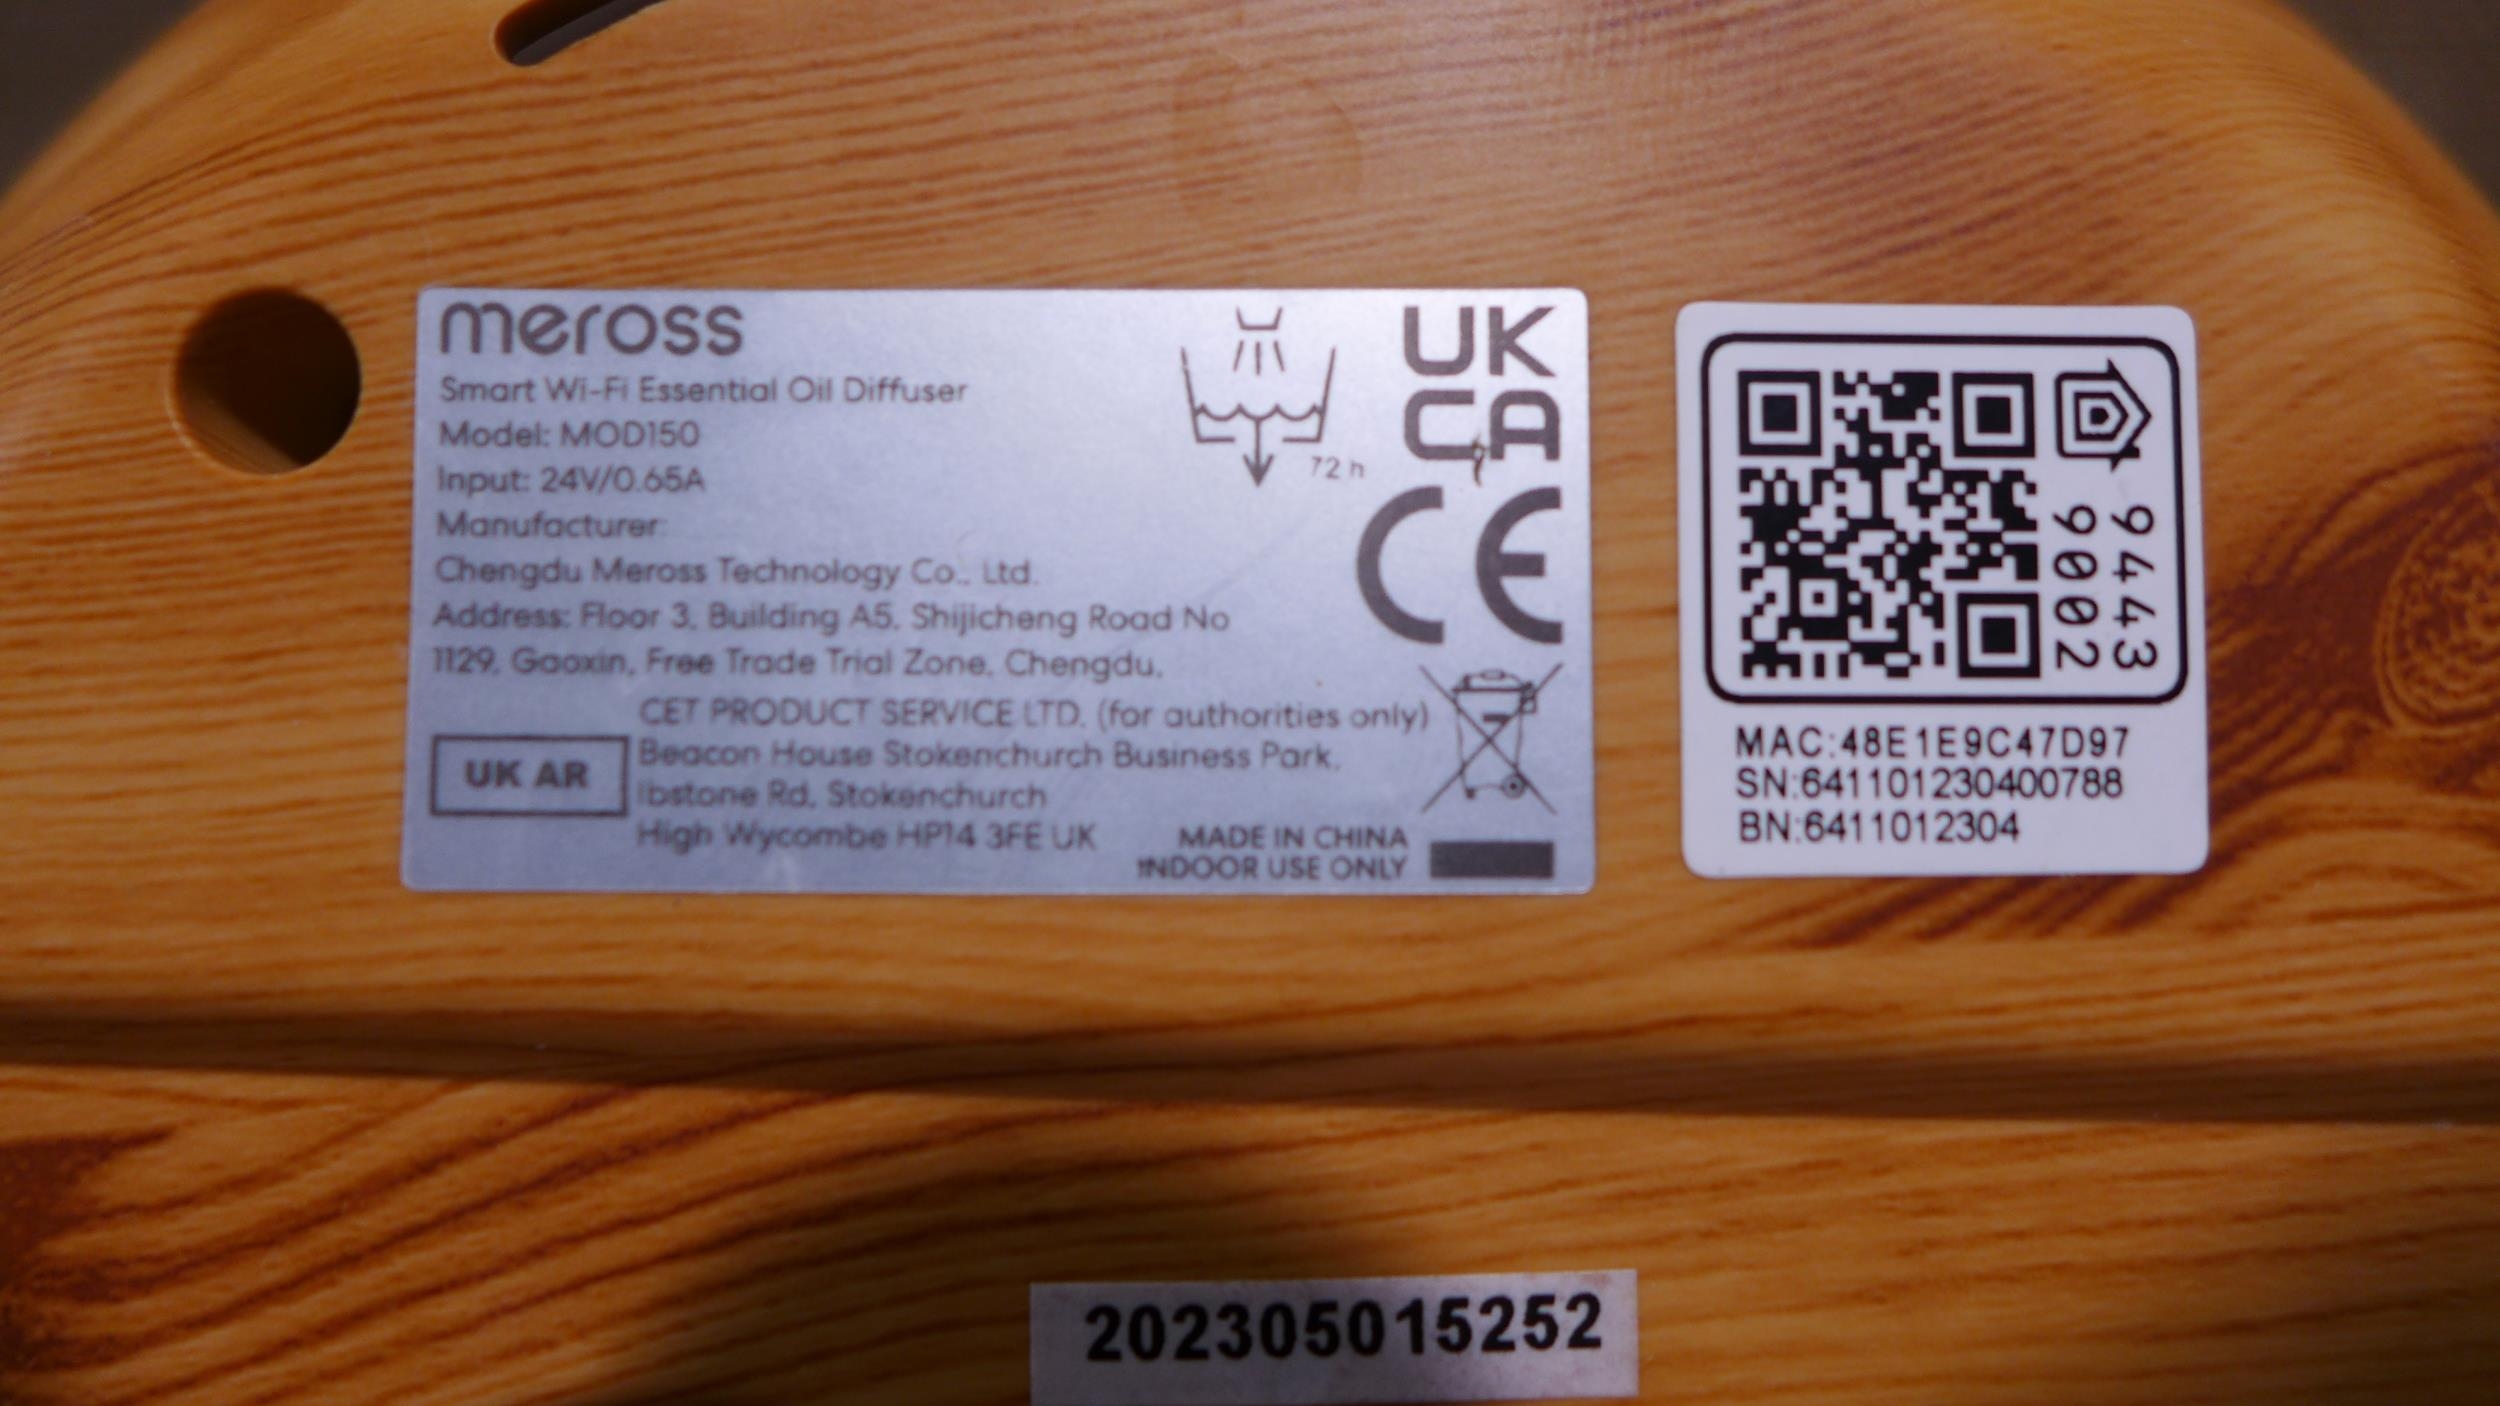 meross
Smart Wi-Fi Essential Oil Diffuser
Model: MOD150
Input: 24V/0.65A
Manufacturer:
Chengdu Meross Technology Co., Ltd.
Address: Floor 3, Building A5, Shijicheng Road No
1129, Gaoxin, Free Trade Trial Zone, Chengdu,
UK AR
CET PRODUCT SERVICE LTD. (for authorities only)
Beacon House Stokenchurch Business Park,
Ibstone Rd, Stokenchurch
High Wycombe HP14 3FE UK
72 h
UK
CA
CE
MADE IN CHINA
INDOOR USE ONLY
9443
9002
MAC:48E1E9C47D97
SN:641101230400788
BN:6411012304
202305015252